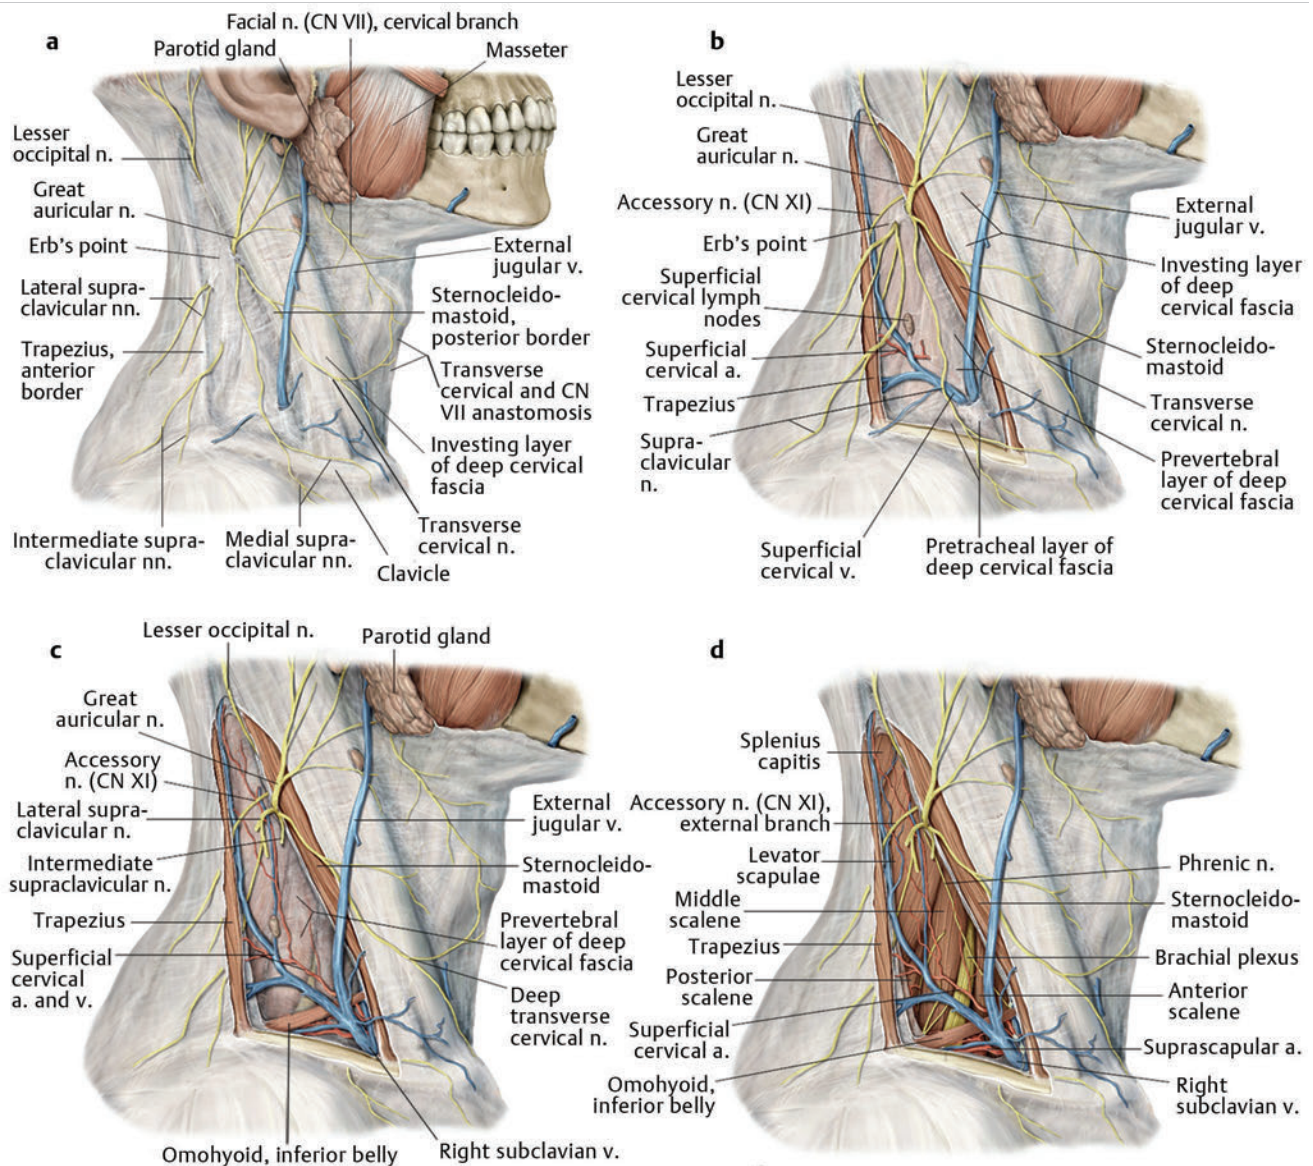 a
Facial n. (CN VII), cervical branch
Parotid gland
Masseter
Lesser
occipital n.
Great
auricular n.
Erb's point
Lateral supra-
clavicular nn.
Trapezius,
anterior
border
External
jugular v.
Sternocleido-
mastoid,
posterior
border
Transverse
cervical and CN
VII anastomosis
Investing layer
of deep cervical
fascia
Transverse
cervical n.
Intermediate supra-
clavicular nn.
Medial supra-
clavicular nn.
Clavicle
b
Lesser
occipital n.
Great
auricular n.
Accessory n. (CN XI)
Erb's point
Superficial
cervical lymph
nodes
Superficial
cervical a.
Trapezius
Supra-
clavicular
n.
External
jugular v.
Investing layer
of deep
cervical fascia
Sternocleido-
mastoid
Transverse
cervical n.
Prevertebral
layer of deep
cervical fascia
Superficial
cervical v.
Pretracheal layer of
deep cervical fascia
c
Lesser occipital n.
Parotid gland
Great
auricular n.
Accessory
n. (CN XI)
Lateral supra-
clavicular n.
Intermediate
supraclavicular n.
Trapezius
Superficial
cervical
a. and v.
External
jugular v.
Sternocleido-
mastoid
Prevertebral
layer of deep
cervical fascia
Deep
transverse
cervical n.
Omohyoid, inferior belly
Right subclavian v.
d
Splenius
capitis
Accessory n. (CN XI),
external branch
Levator
scapulae
Middle
scalene
Trapezius
Posterior
scalene
Superficial
cervical a.
Omohyoid,
inferior belly
Phrenic n.
Sternocleido-
mastoid
Brachial plexus
Anterior
scalene
Suprascapular a.
Right
subclavian v.